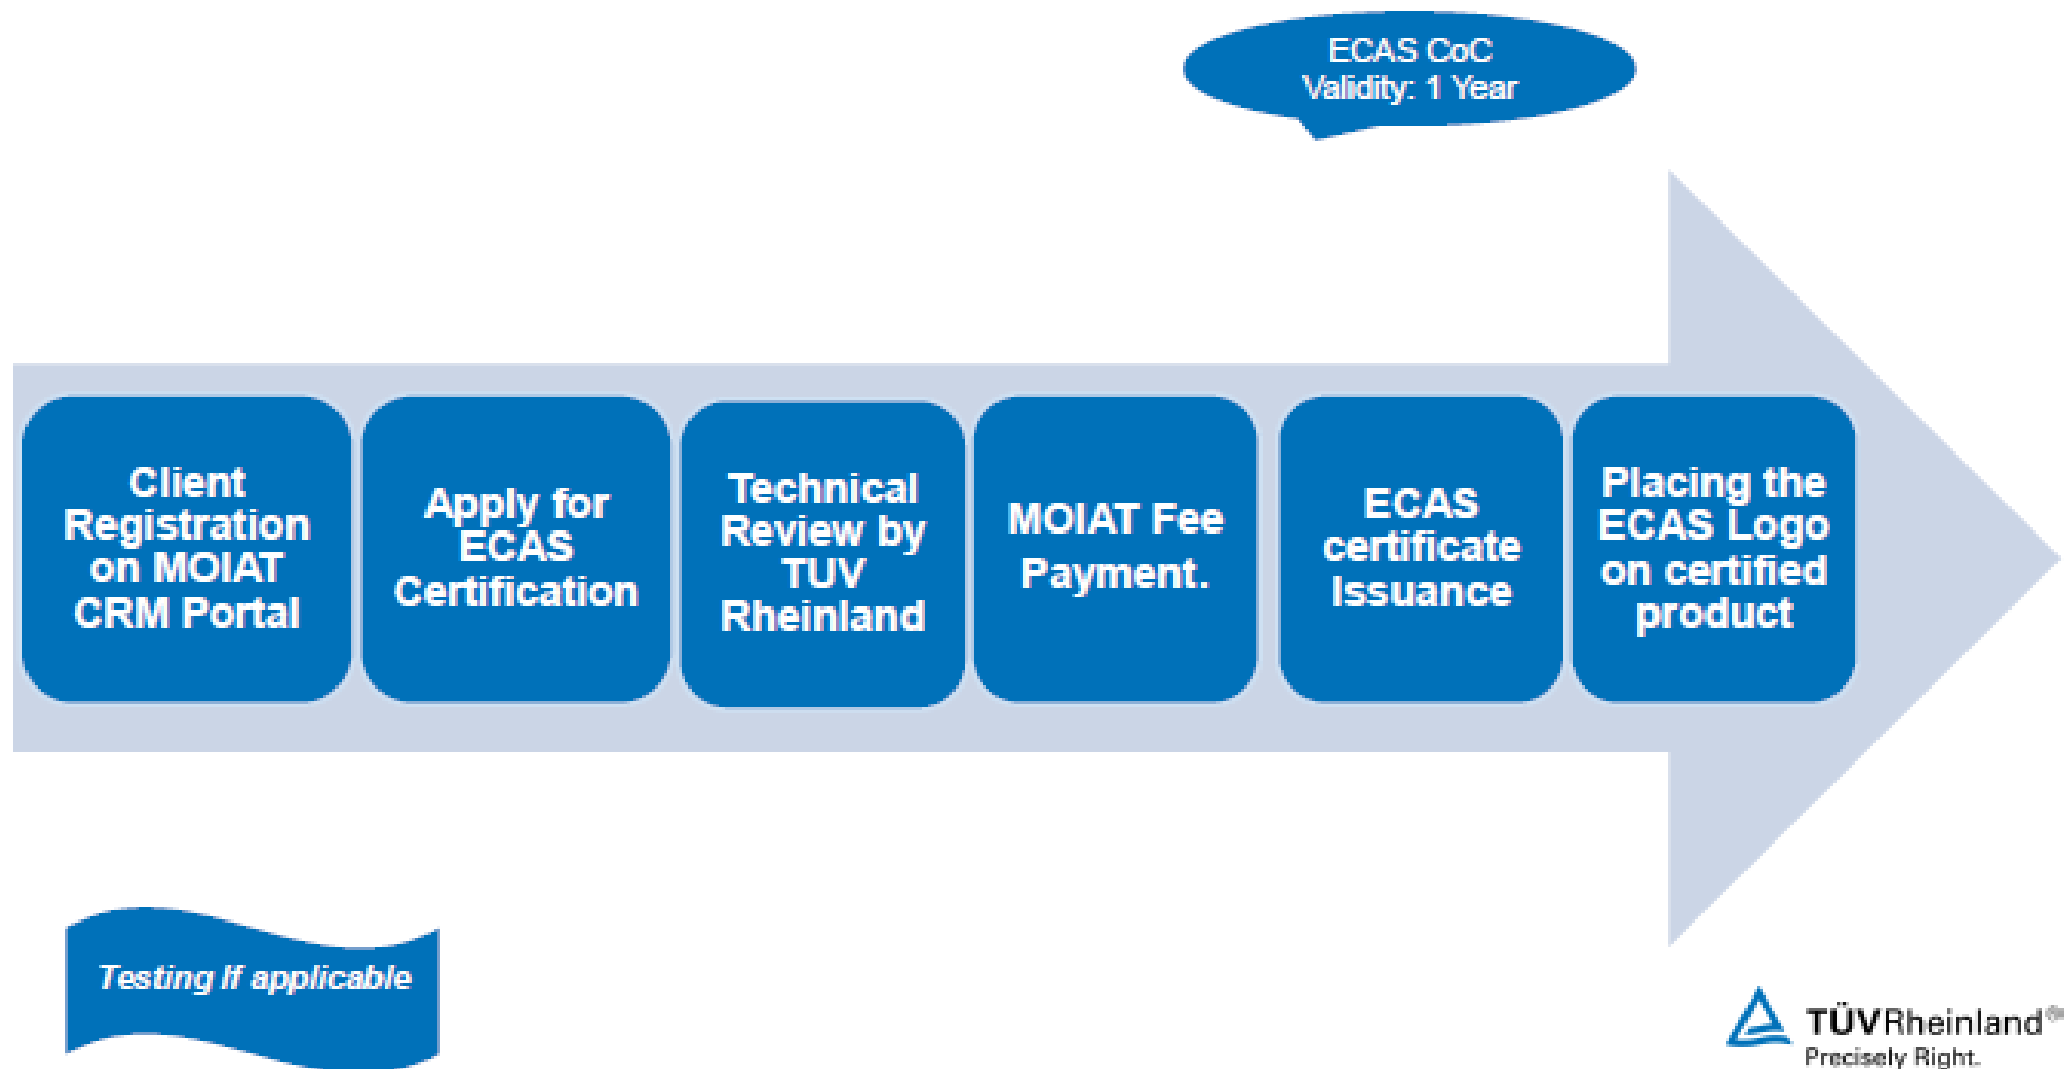 ECAS CoC
Validity: 1 Year
Client
Registration
on MOIAT
CRM Portal
Apply for
ECAS
Certification
Technical
Review by
TUV
Rheinland
MOIAT Fee
Payment.
ECAS
certificate
Issuance
Placing the
ECAS Logo
on certified
product
Testing If applicable
TÜVRheinland®
Precisely Right.